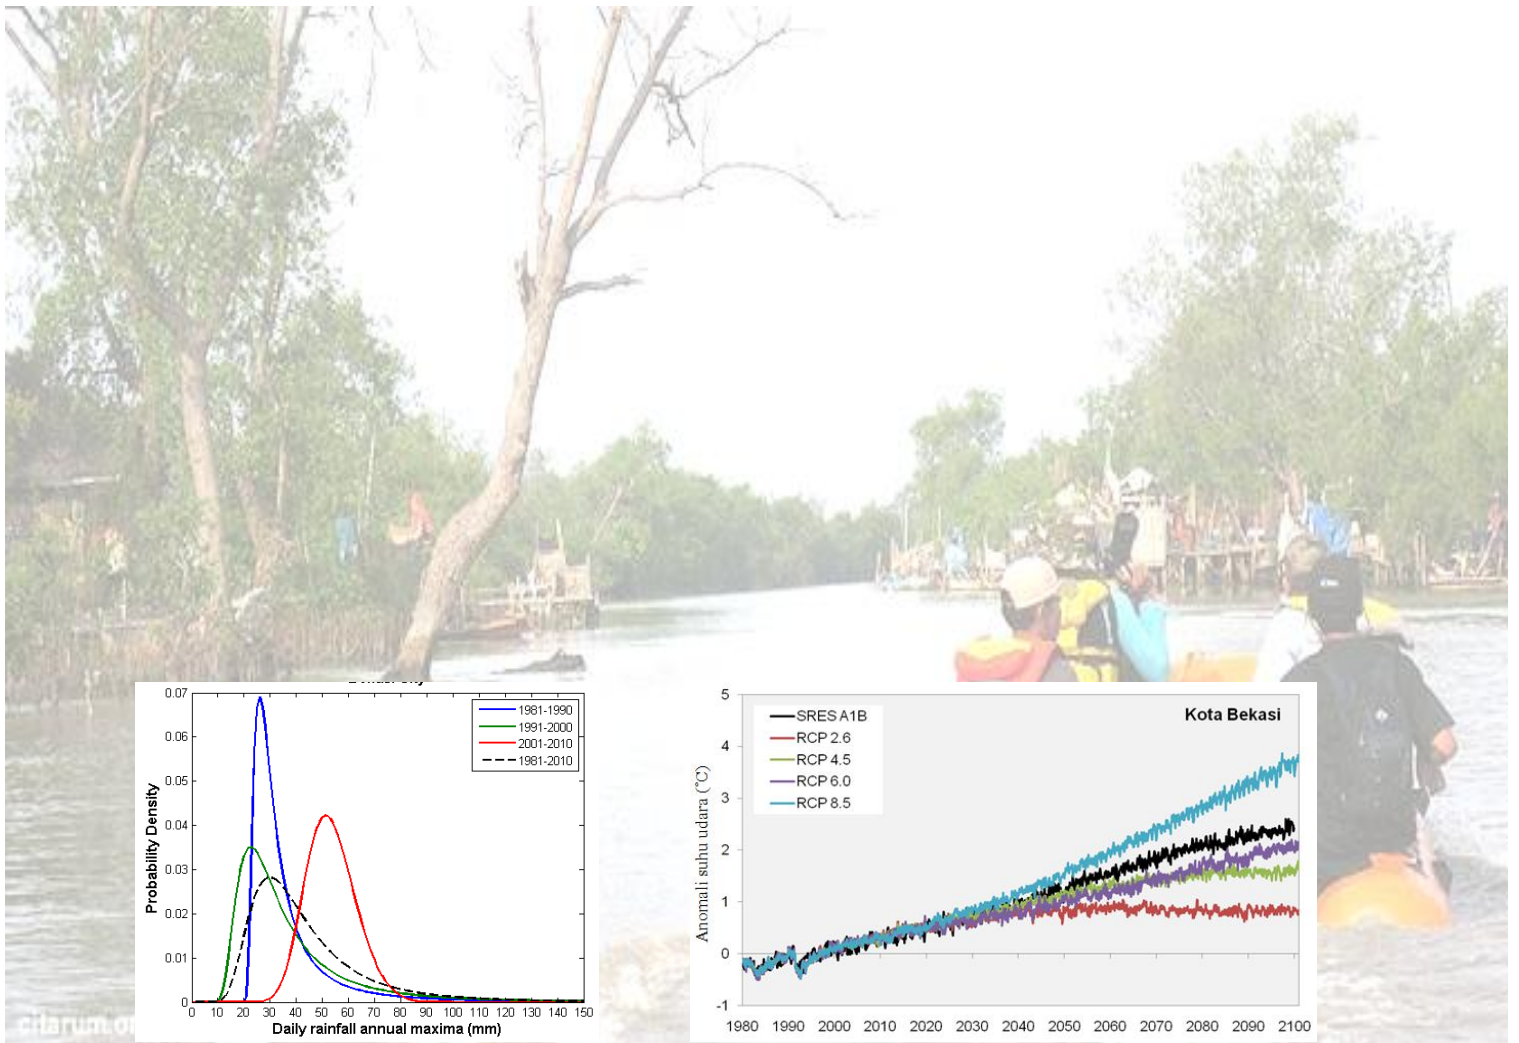 0.07
0.06
0.05
0.04
0.03
0.02
0.01
0
Probability Density
1981-1990
1991-2000
2001-2010
1981-2010
0 10 20 30 40 50 60 70 80 90 100 110 120 130 140 150
Daily rainfall annual maxima (mm)
5
4
3
2
1
0
-1
Anomali suhu udara (°C)
SRES A1B
RCP 2.6
RCP 4.5
RCP 6.0
RCP 8.5
Kota Bekasi
1980 1990 2000 2010 2020 2030 2040 2050 2060 2070 2080 2090 2100